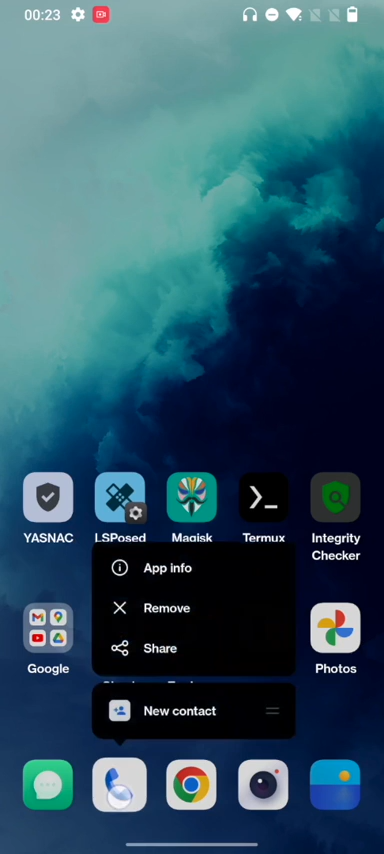 00:23
YASNAC
LSPosed
Magisk
Termux
Integrity
Checker
App info
Remove
Share
Google
Photos
New contact